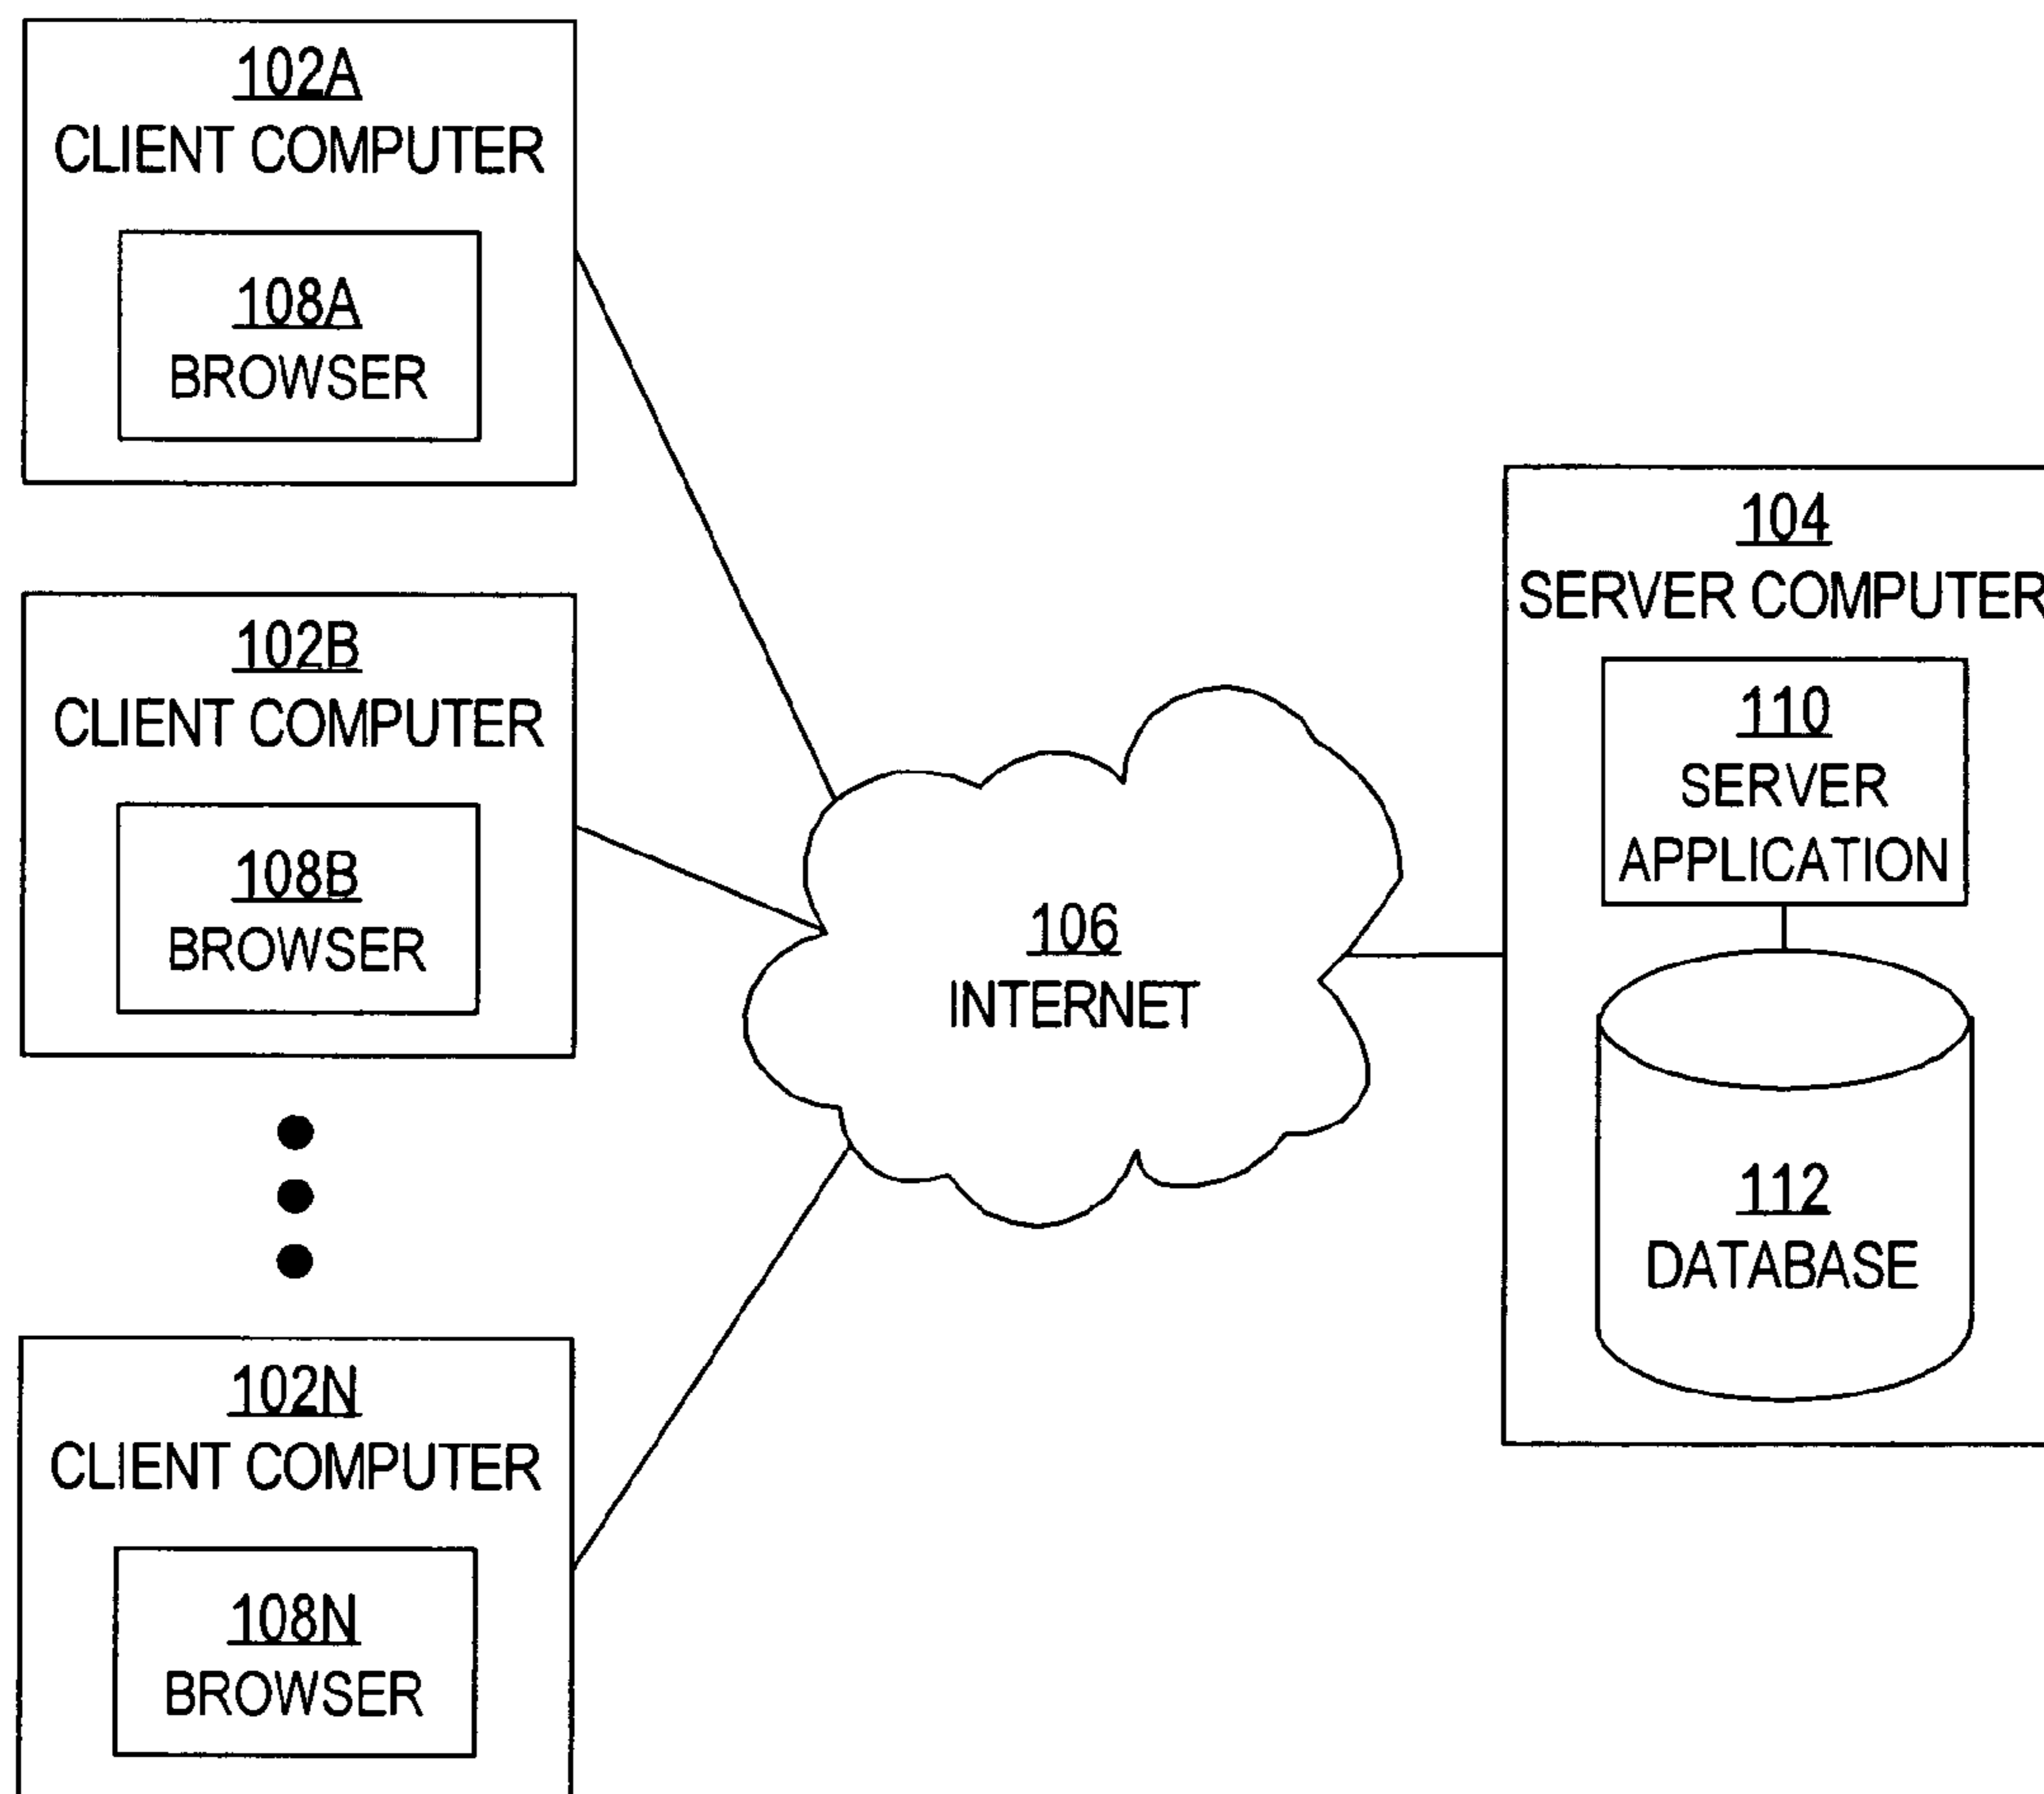 102A
CLIENT COMPUTER
108A
BROWSER
102B
CLIENT COMPUTER
108B
BROWSER
102N
CLIENT COMPUTER
108N
BROWSER
106
INTERNET
104
SERVER COMPUTER
110
SERVER
APPLICATION
112
DATABASE